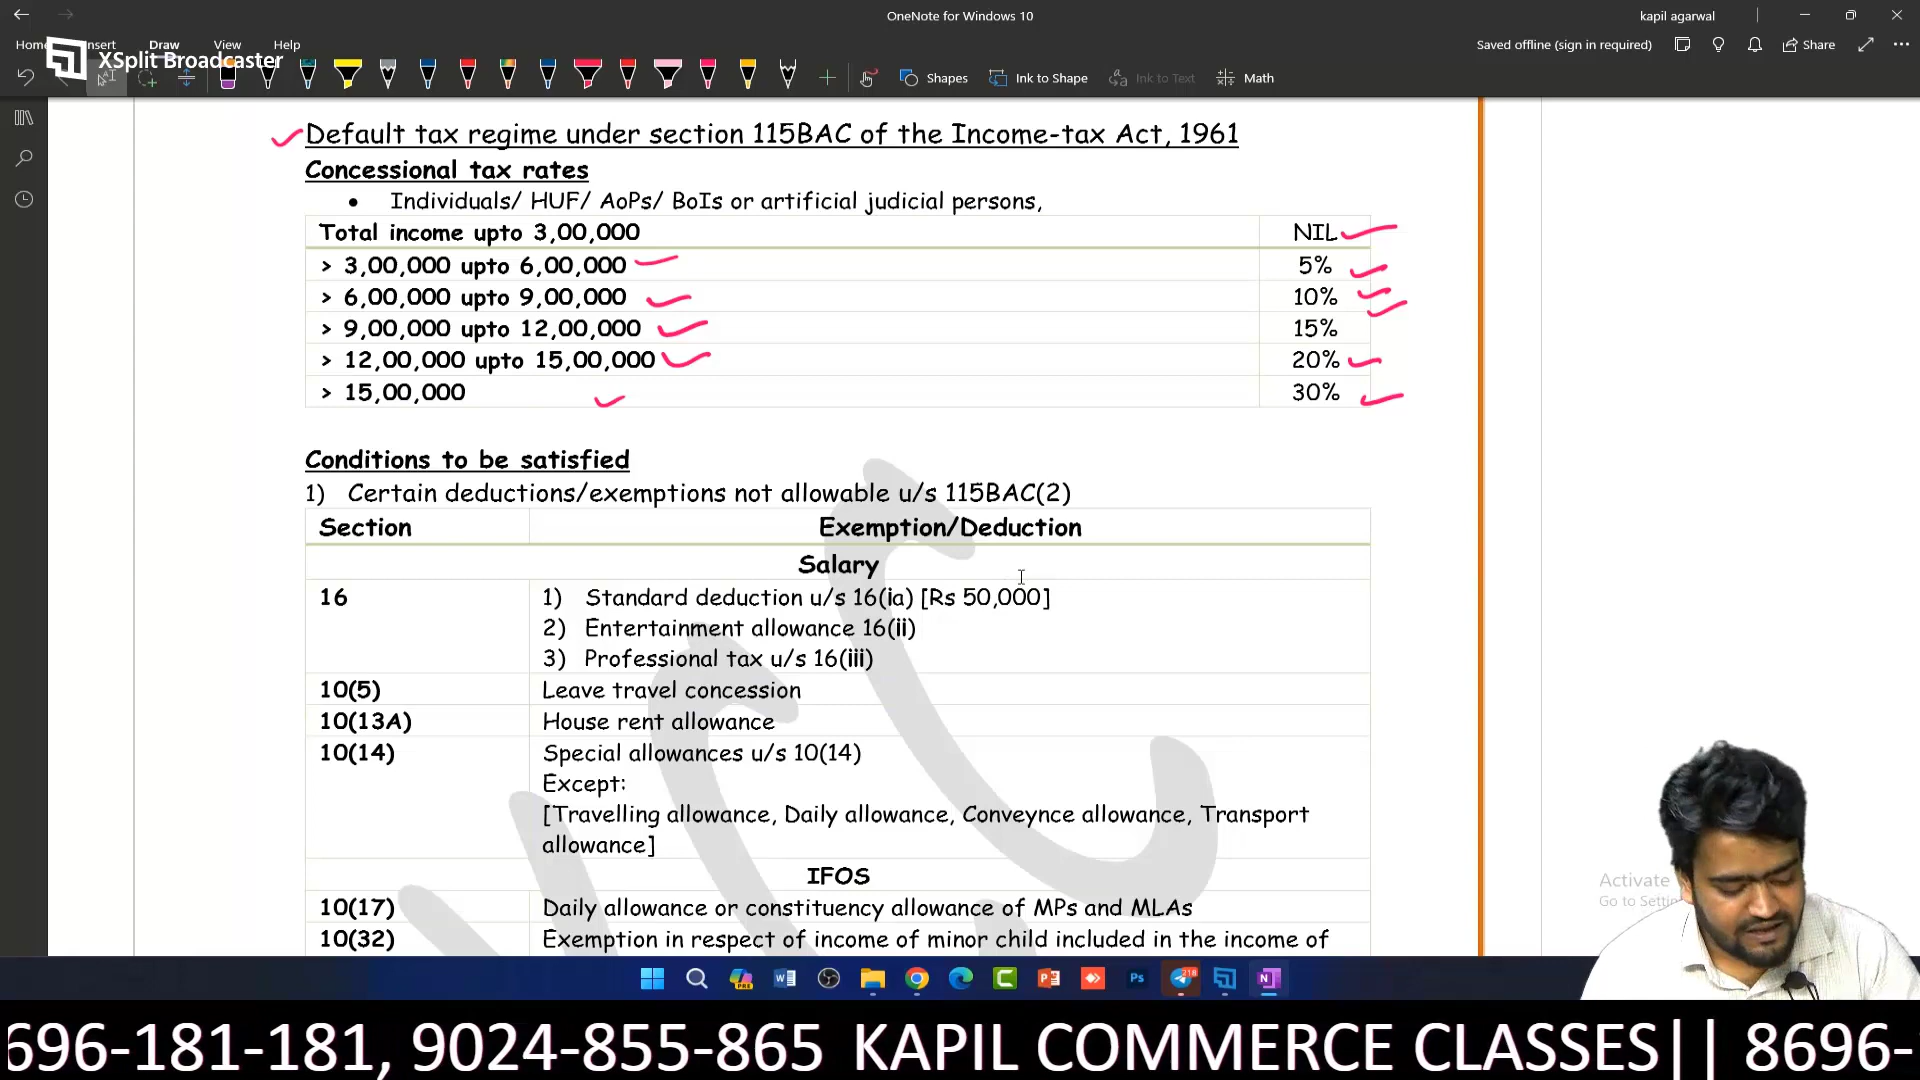 OneNote for Windows 10
kapil agarwal
Insert Draw View Help
XSplit Broadcaster
Saved offline (sign in required)
Share
Shapes Ink to Shape Ink to Text Math
Default tax regime under section 115BAC of the Income-tax Act, 1961
Concessional tax rates
• Individuals/ HUF/ AoPs/ BoIs or artificial judicial persons,
Total income upto 3,00,000 NIL
> 3,00,000 upto 6,00,000 5%
> 6,00,000 upto 9,00,000 10%
> 9,00,000 upto 12,00,000 15%
> 12,00,000 upto 15,00,000 20%
> 15,00,000 30%
Conditions to be satisfied
1) Certain deductions/exemptions not allowable u/s 115BAC(2)
Section Exemption/Deduction
Salary
16 1) Standard deduction u/s 16(ia) [Rs 50,000]
2) Entertainment allowance 16(ii)
3) Professional tax u/s 16(iii)
10(5) Leave travel concession
10(13A) House rent allowance
10(14) Special allowances u/s 10(14)
Except:
[Travelling allowance, Daily allowance, Conveynce allowance, Transport
allowance]
IFOS
10(17) Daily allowance or constituency allowance of MPs and MLAs
10(32) Exemption in respect of income of minor child included in the income of
Activate
Go to
696-181-181, 9024-855-865 KAPIL COMMERCE CLASSES|| 8696-